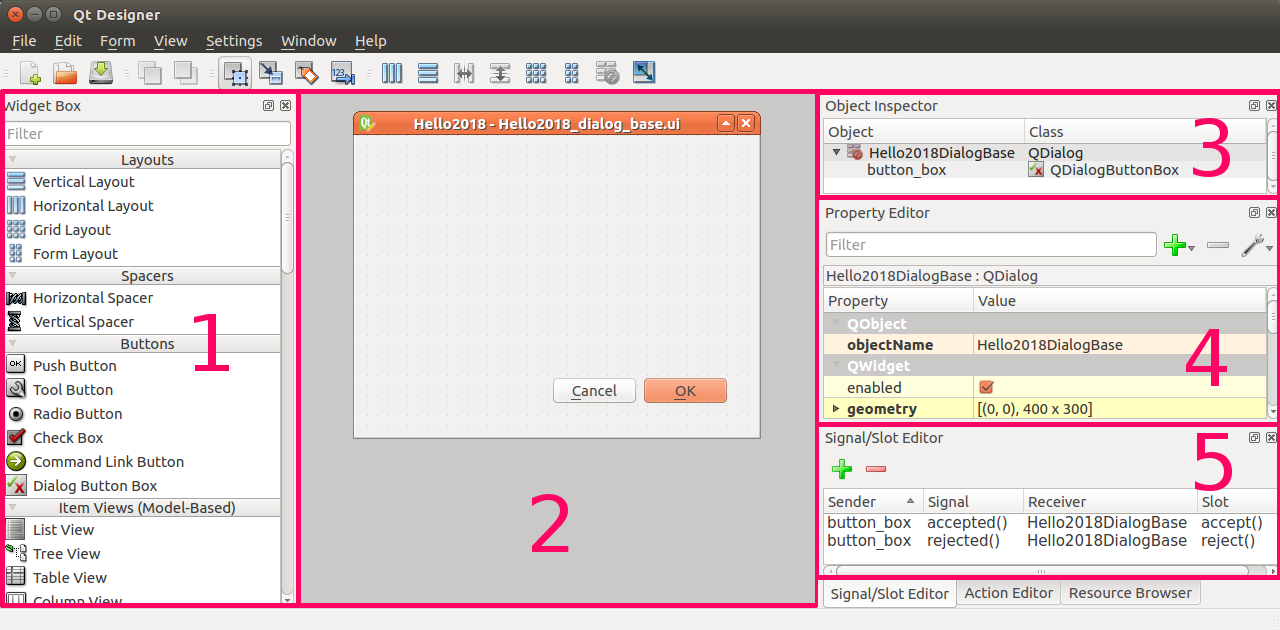 Qt Designer
File Edit Form View Settings Window Help
Widget Box
Filter
Layouts
Vertical Layout
Horizontal Layout
Grid Layout
Form Layout
Spacers
Horizontal Spacer
Vertical Spacer
Buttons
Push Button
Tool Button
Radio Button
Check Box
Command Link Button
Dialog Button Box
Item Views (Model-Based)
List View
Tree View
Table View
Column View
1
Hello2018 - Hello2018_dialog_base.ui
Cancel OK
2
Object Inspector
Object Class
Hello2018DialogBase QDialog
button_box QDialogButtonBox
3
Property Editor
Filter
Hello2018DialogBase : QDialog
Property Value
QObject
objectName Hello2018DialogBase
QWidget
enabled
geometry [(0, 0), 400 x 300]
4
Signal/Slot Editor
Sender Signal Receiver Slot
button_box accepted() Hello2018DialogBase accept()
button_box rejected() Hello2018DialogBase reject()
5
Signal/Slot Editor Action Editor Resource Browser